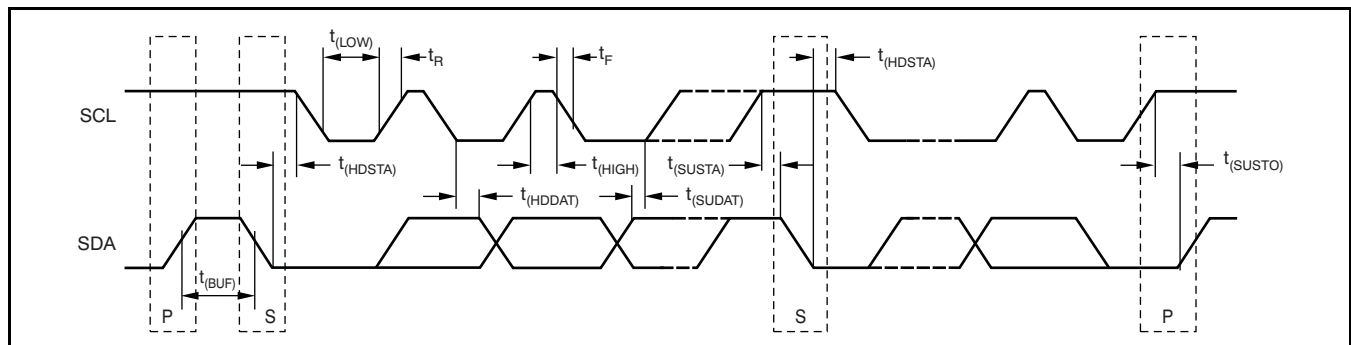 t(LOW)
tR
tF
t(HDSTA)
SCL
t(HDSTA)
t(HIGH)
t(SUSTA)
t(SUSTO)
t(HDDAT)
t(SUDAT)
SDA
t(BUF)
P
S
S
P